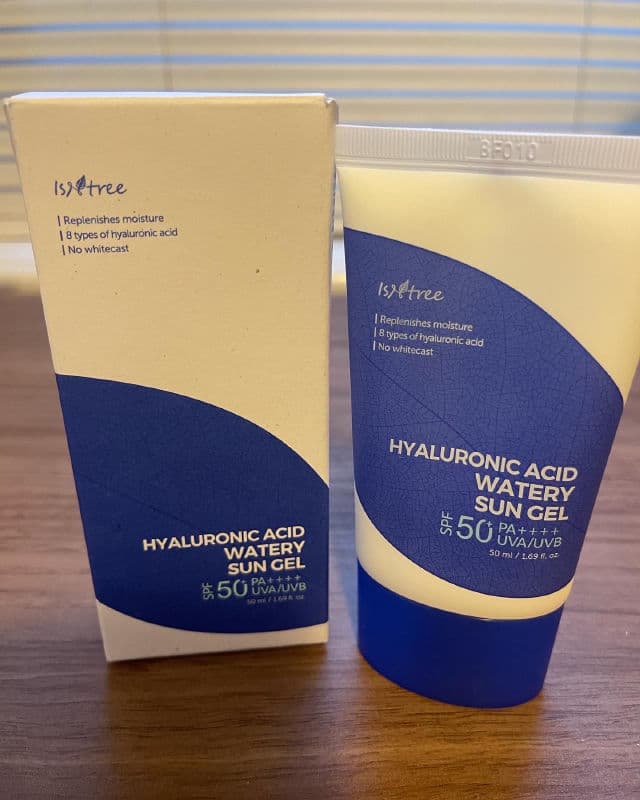 Isntree
Replenishes moisture
8 types of hyaluronic acid
No whitecast
HYALURONIC ACID
WATERY
SUN GEL
SPF 50+ PA++++
UVA/UVB
50 ml / 1.69 fl. oz.
BF010
Isntree
Replenishes moisture
8 types of hyaluronic acid
No whitecast
HYALURONIC ACID
WATERY
SUN GEL
SPF 50+ PA++++
UVA/UVB
50 ml / 1.69 fl. oz.